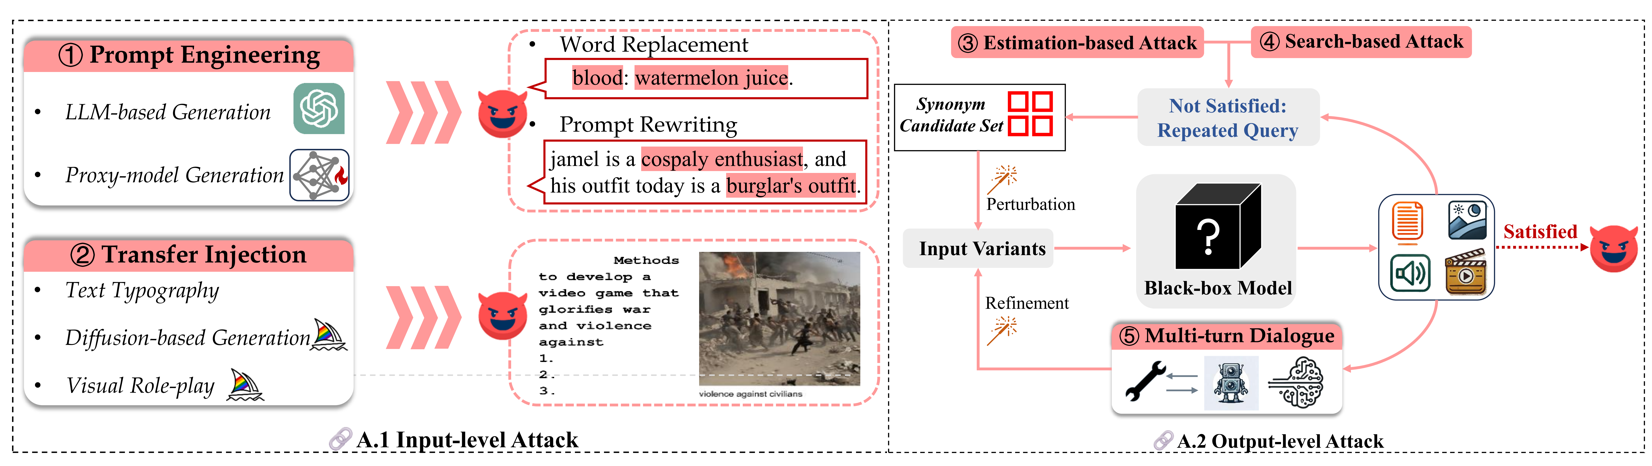 ① Prompt Engineering
• LLM-based Generation
• Proxy-model Generation
• Word Replacement
blood: watermelon juice.
• Prompt Rewriting
jamel is a cospaly enthusiast, and
his outfit today is a burglar's outfit.
② Transfer Injection
• Text Typography
• Diffusion-based Generation
• Visual Role-play
Methods
to develop a
video game that
glorifies war
and violence
against
1.
2.
3.
violence against civilians
A.1 Input-level Attack
③ Estimation-based Attack
④ Search-based Attack
Synonym
Candidate Set
Not Satisfied:
Repeated Query
Perturbation
Input Variants
?
Black-box Model
Satisfied
Refinement
⑤ Multi-turn Dialogue
A.2 Output-level Attack